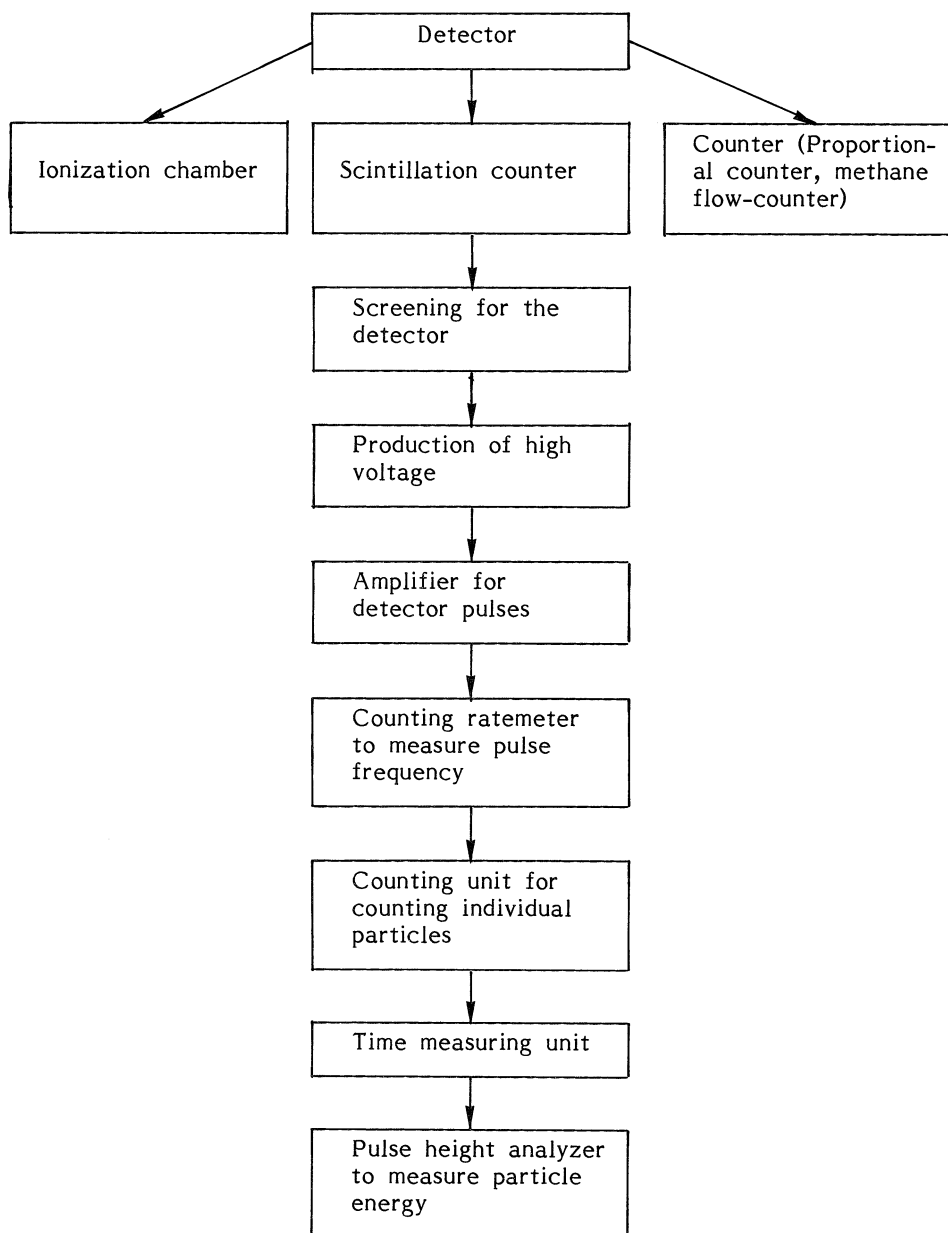 Detector
Ionization chamber
Scintillation counter
Counter (Proportion-
al counter, methane
flow-counter)
Screening for the
detector
Production of high
voltage
Amplifier for
detector pulses
Counting ratemeter
to measure pulse
frequency
Counting unit for
counting individual
particles
Time measuring unit
Pulse height analyzer
to measure particle
energy